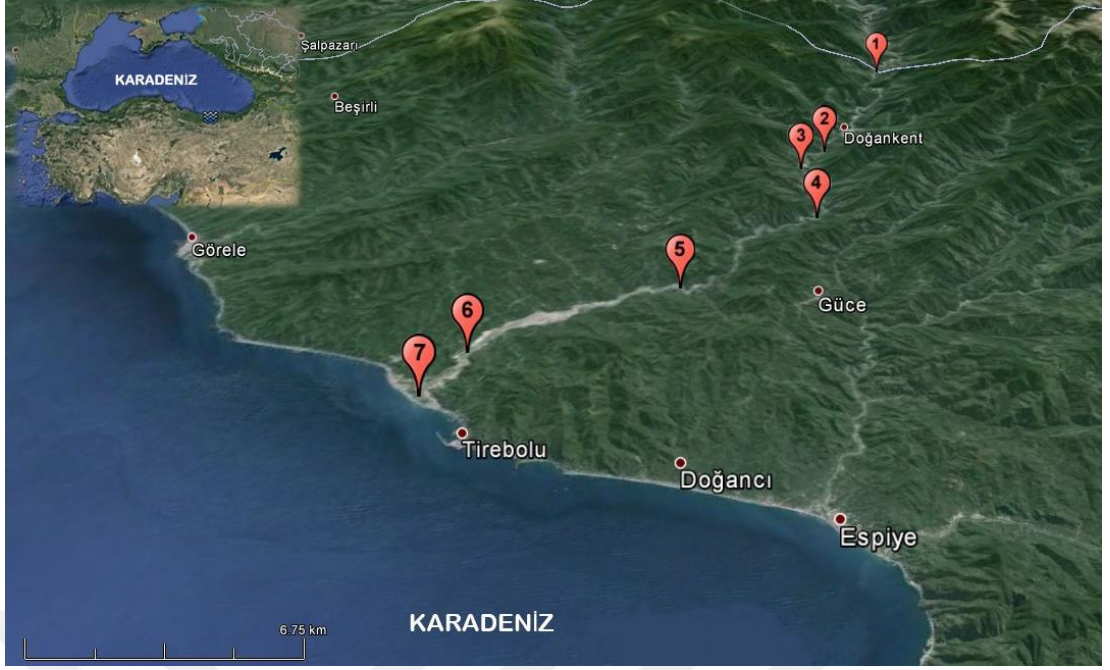 Şalpazarı
KARADENİZ
Beşirli
1
2
Doğankent
3
4
Görele
5
Güce
6
7
Tirebolu
Doğancı
Espiye
KARADENİZ
6.75 km